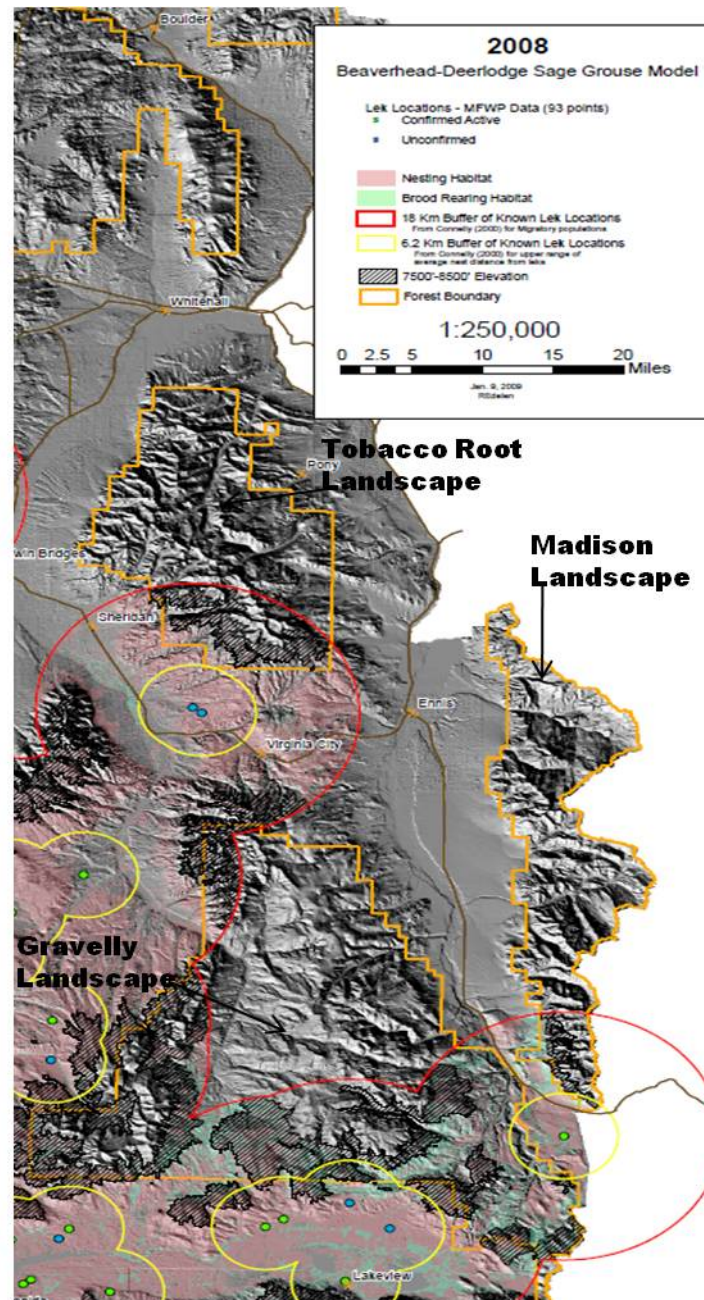 Boulder
2008
Beaverhead-Deerlodge Sage Grouse Model
Lek Locations - MFWP Data (93 points)
Confirmed Active
Unconfirmed
Nesting Habitat
Brood Rearing Habitat
18 Km Buffer of Known Lek Locations
From Connelly (2000) for Migratory populations
6.2 Km Buffer of Known Lek Locations
From Connelly (2000) for upper range of
average nest distance from leks
7500'-8500' Elevation
Forest Boundary
1:250,000
0 2.5 5 10 15 20
Miles
Jan. 9, 2009
Whitehall
Tobacco Root
Landscape
Pony
win Bridges
Madison
Landscape
Sheridan
Ennis
Virginia City
Gravelly
Landscape
Lakeview